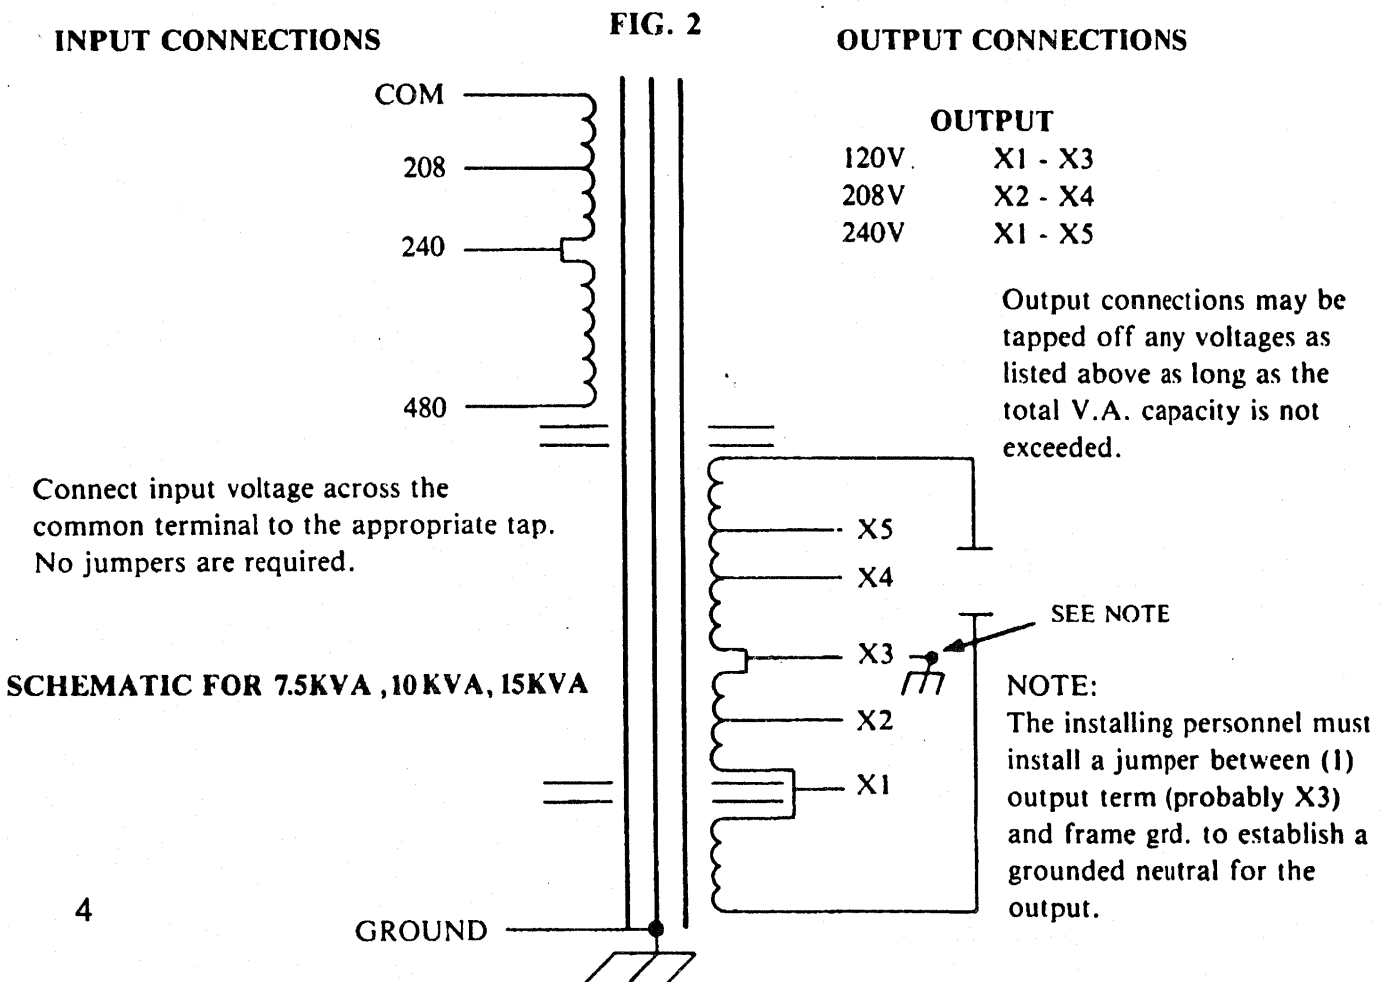 FIG. 2
INPUT CONNECTIONS
OUTPUT CONNECTIONS
COM
208
240
480
OUTPUT
120V. X1 - X3
208V X2 - X4
240V X1 - X5
Output connections may be
tapped off any voltages as
listed above as long as the
total V.A. capacity is not
exceeded.
Connect input voltage across the
common terminal to the appropriate tap.
No jumpers are required.
X5
X4
X3
X2
X1
SEE NOTE
SCHEMATIC FOR 7.5KVA ,10 KVA, 15KVA
NOTE:
The installing personnel must
install a jumper between (1)
output term (probably X3)
and frame grd. to establish a
grounded neutral for the
output.
GROUND
4